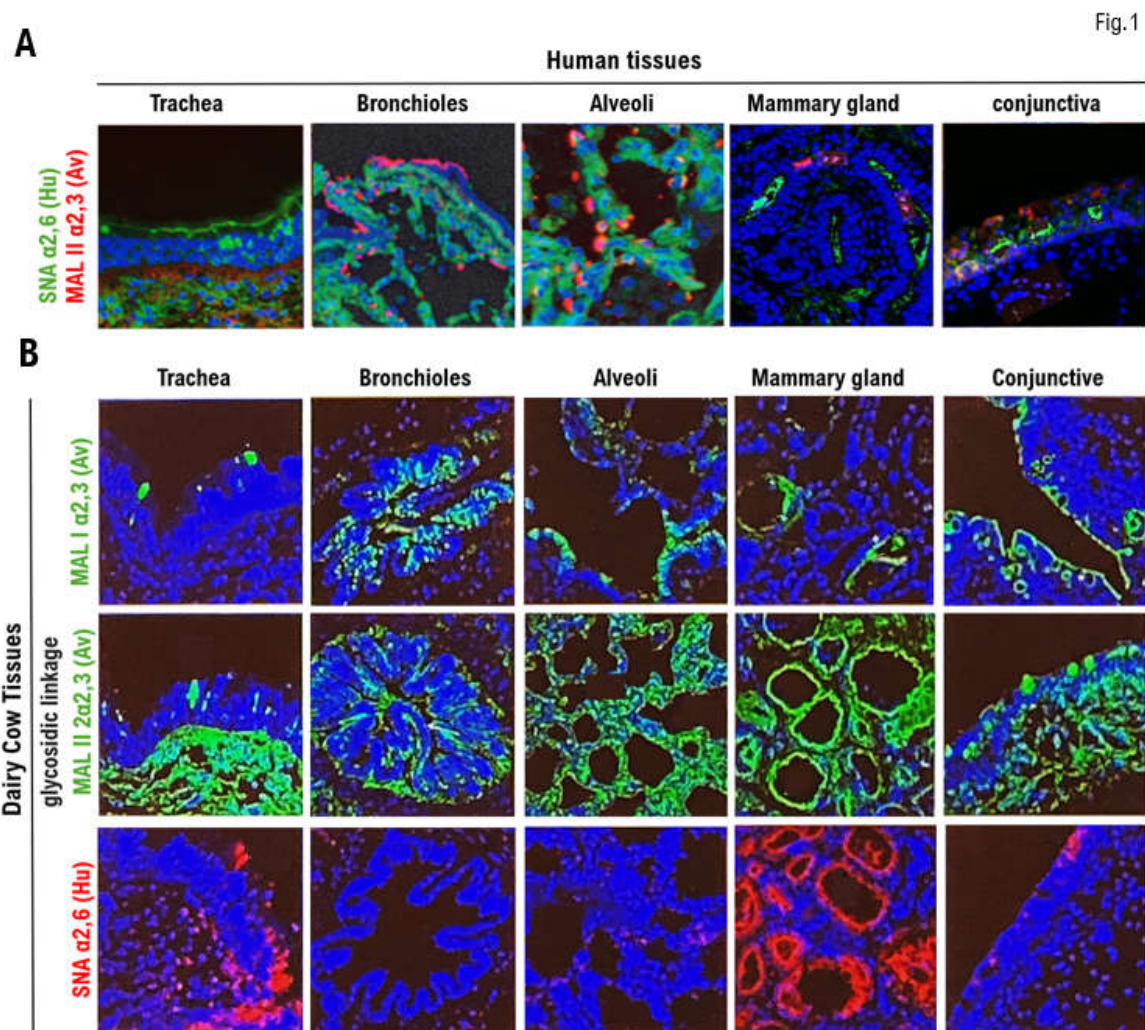 Fig.1
A
Human tissues
Trachea Bronchioles Alveoli Mammary gland conjunctiva
SNA α2,6 (Hu)
MAL II α2,3 (Av)
B
Trachea Bronchioles Alveoli Mammary gland Conjunctive
Dairy Cow Tissues
glycosidic linkage
MAL I α2,3 (Av)
MAL II 2α2,3 (Av)
SNA α2,6 (Hu)